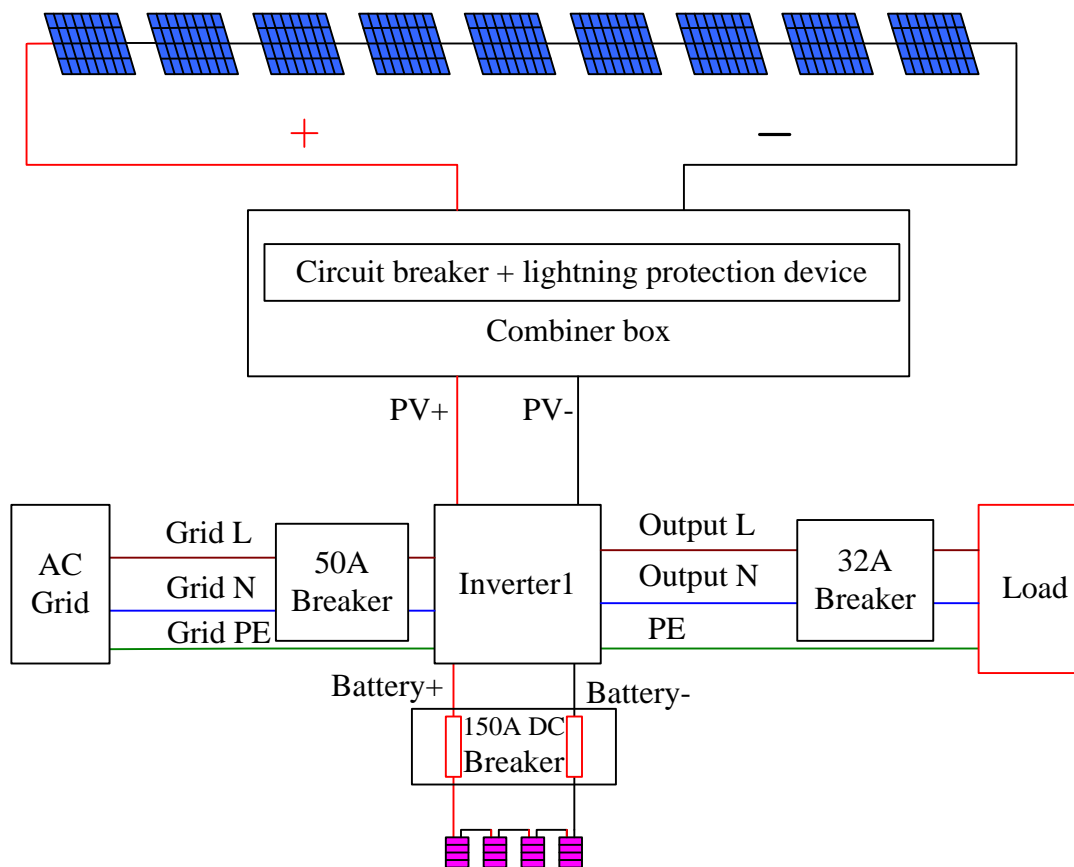 +
−
Circuit breaker + lightning protection device
Combiner box
PV+
PV-
AC
Grid
Grid L
Grid N
Grid PE
50A
Breaker
Inverter1
Output L
Output N
PE
32A
Breaker
Load
Battery+
Battery-
150A DC
Breaker